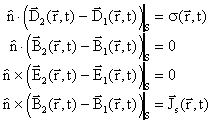 n̂ · (D⃗₂(r⃗,t) − D⃗₁(r⃗,t))|ₛ = σ(r⃗,t)
n̂ · (B⃗₂(r⃗,t) − B⃗₁(r⃗,t))|ₛ = 0
n̂ × (E⃗₂(r⃗,t) − E⃗₁(r⃗,t))|ₛ = 0
n̂ × (B⃗₂(r⃗,t) − B⃗₁(r⃗,t))|ₛ = J⃗ₛ(r⃗,t)